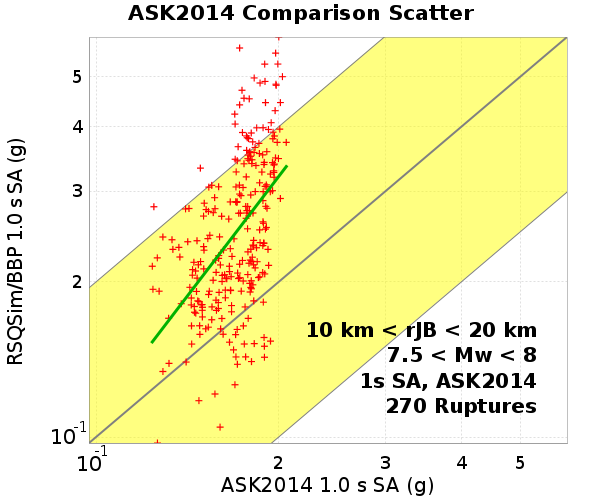 ASK2014 Comparison Scatter
RSQSim/BBP 1.0 s SA (g)
5
4
3
2
10-1
10 km < rJB < 20 km
7.5 < Mw < 8
1s SA, ASK2014
270 Ruptures
10-1
2
3
4
5
ASK2014 1.0 s SA (g)